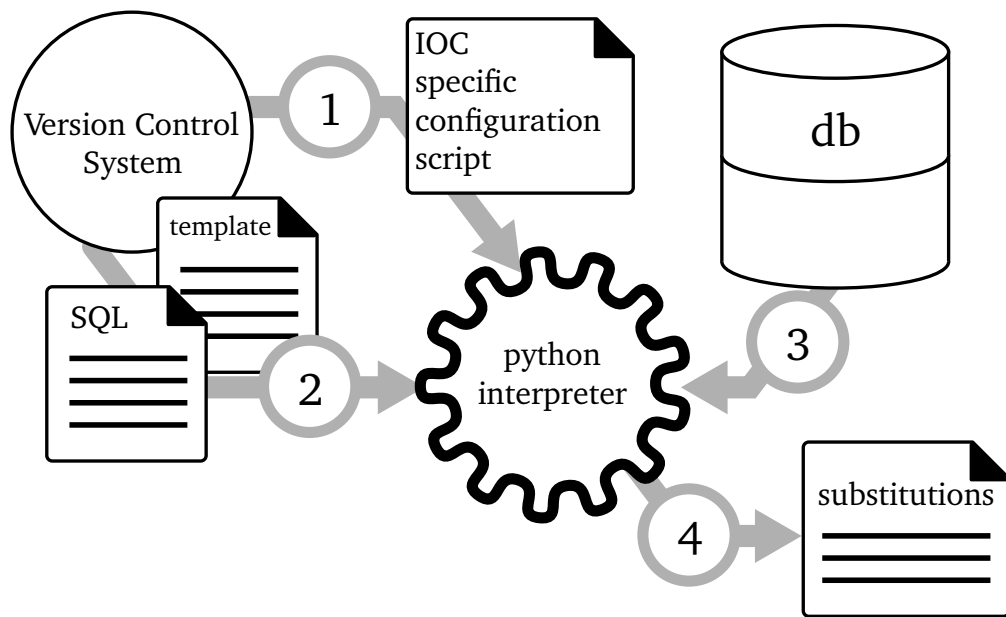 Version Control
System
1
IOC
specific
configuration
script
db
template
SQL
2
python
interpreter
3
4
substitutions